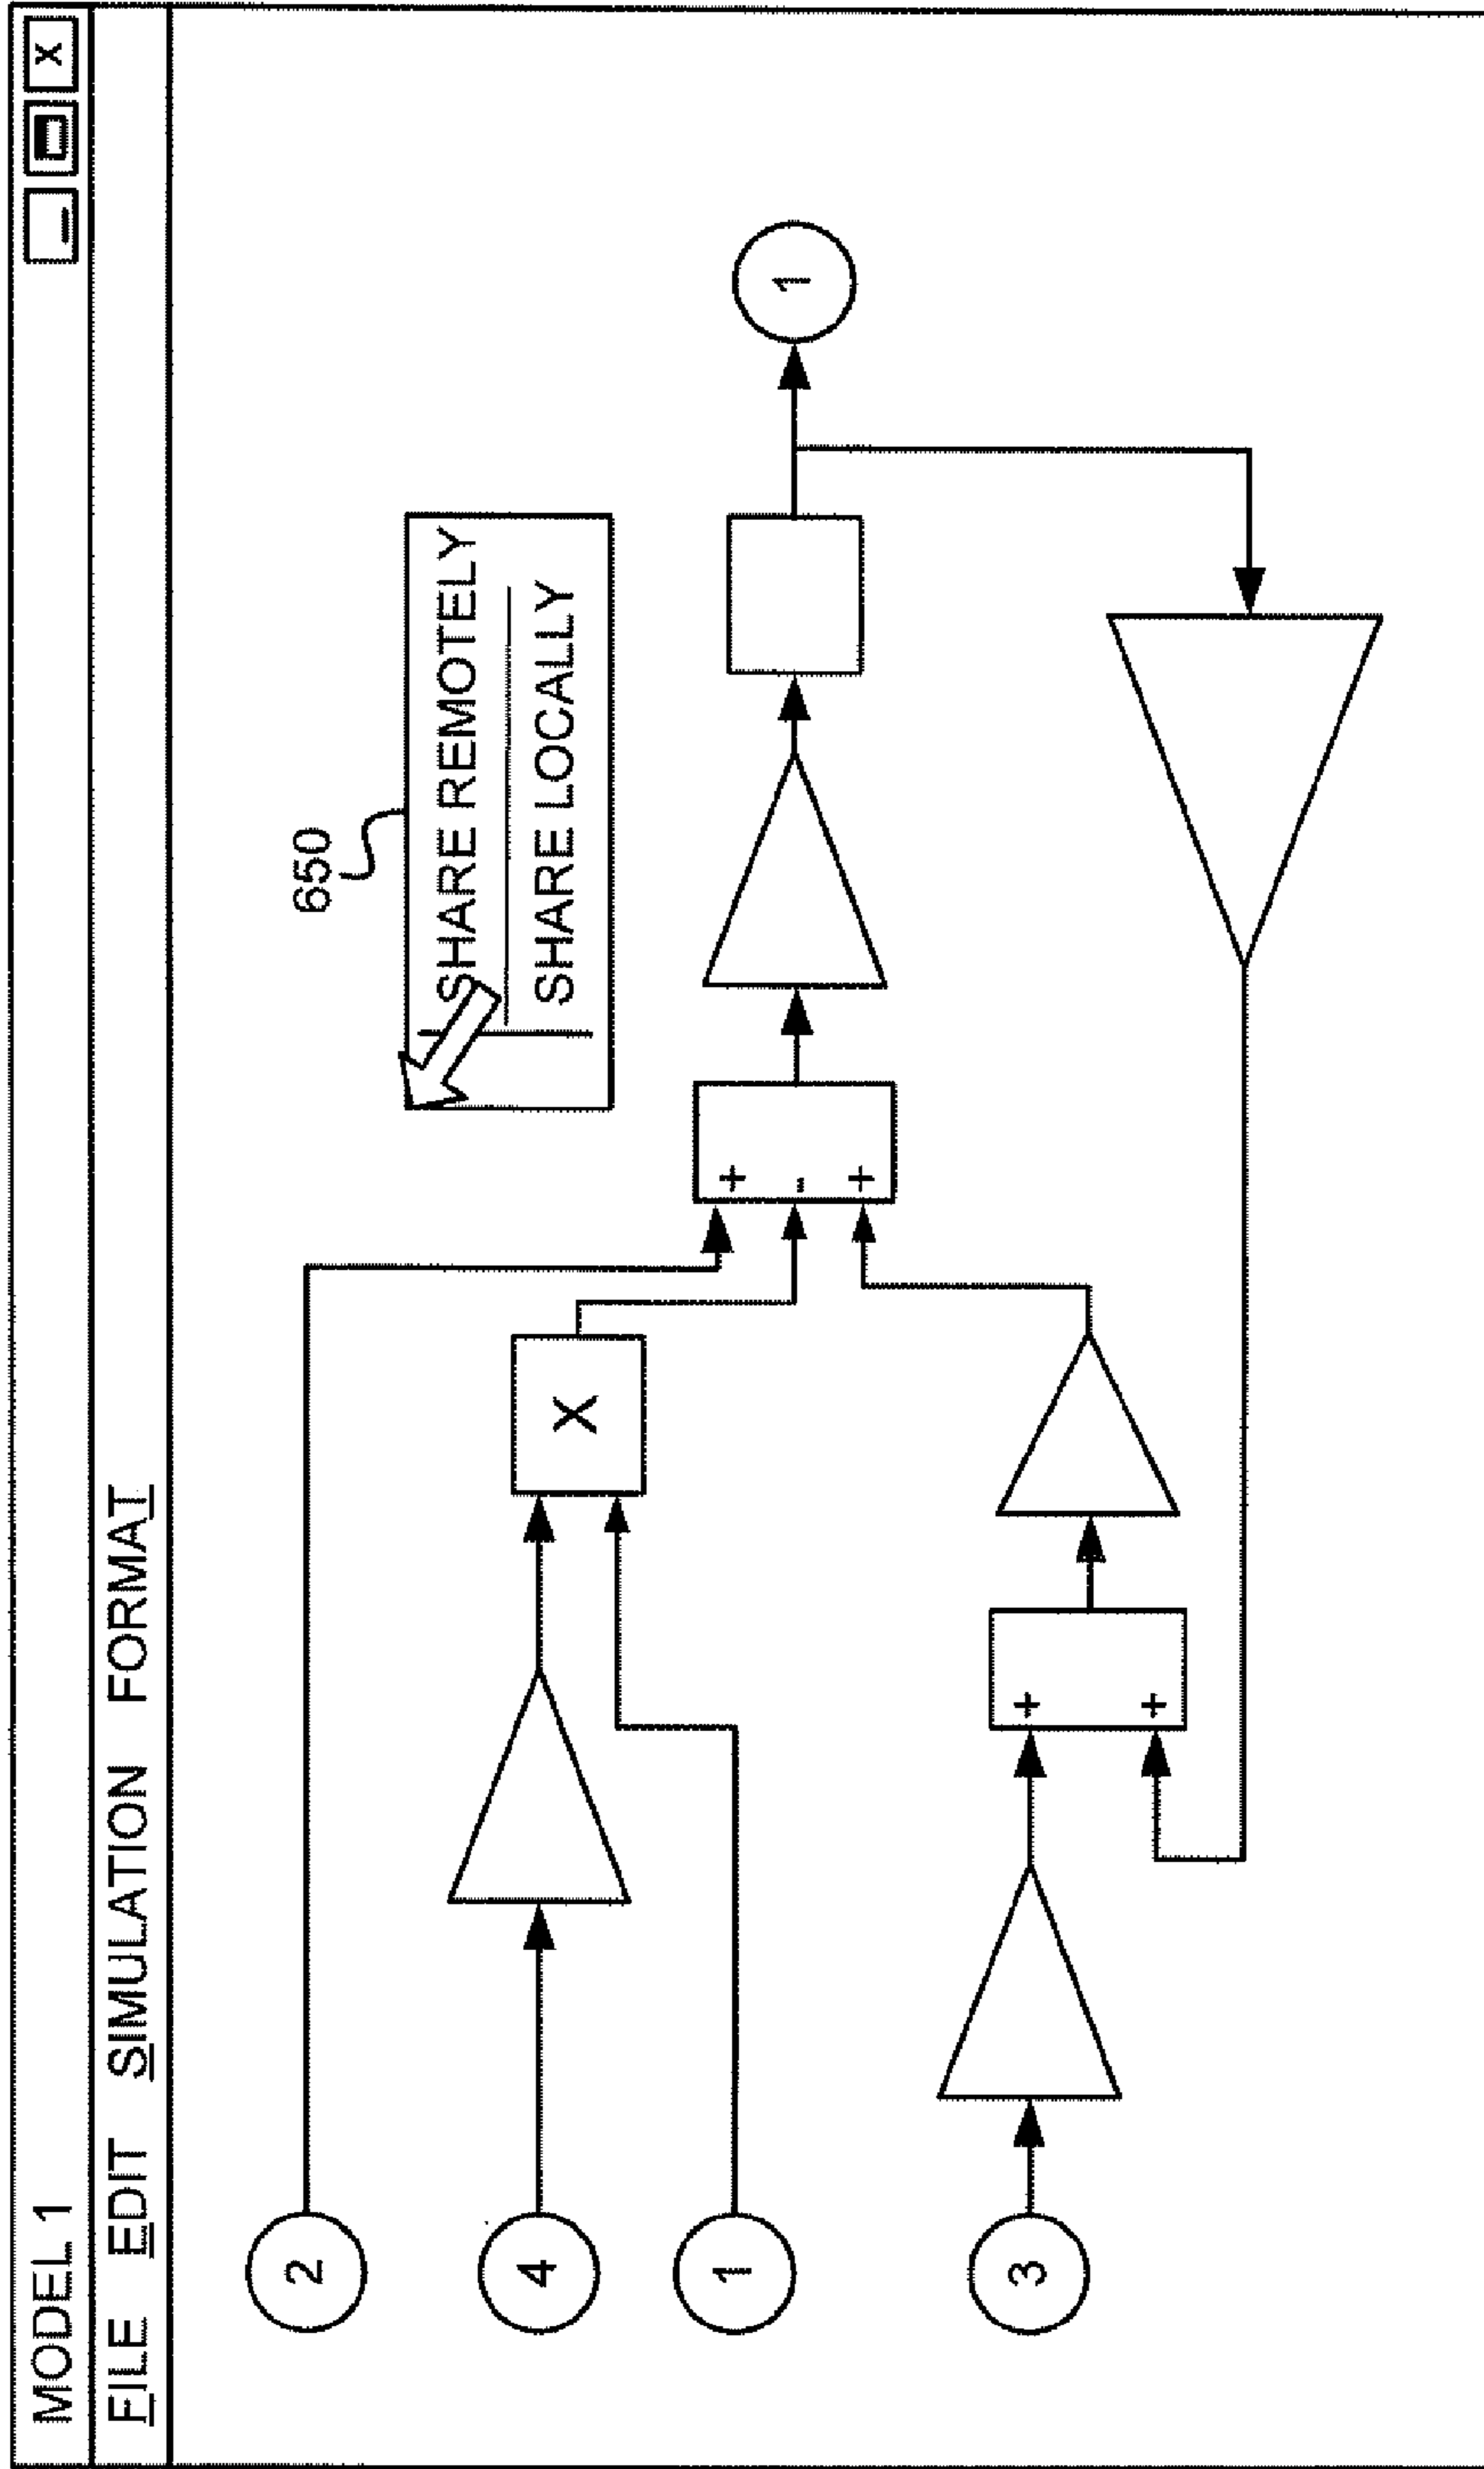 MODEL 1 _ X
FILE EDIT SIMULATION FORMAT
650
SHARE REMOTELY
SHARE LOCALLY
2
4
X
1
+
-
+
1
3
+
+